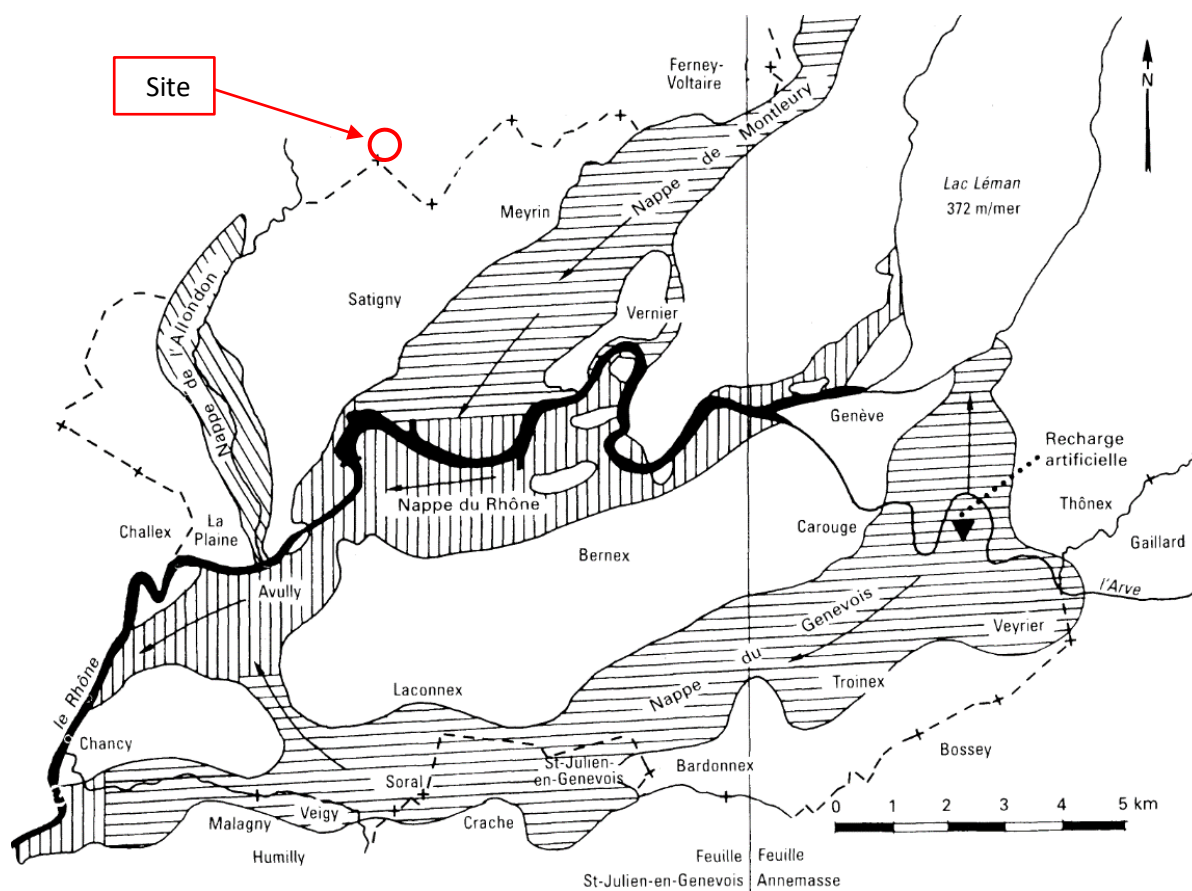 Site
Ferney-
Voltaire
N
Nappe de Montleury
Lac Léman
372 m/mer
Meyrin
Nappe de l'Allondon
Satigny
Vernier
Genève
Recharge
artificielle
Nappe du Rhône
Carouge
Thônex
Challex
La
Plaine
Gaillard
Bernex
Avully
l'Arve
Nappe du Genevois
Veyrier
le Rhône
Laconnex
Troinex
Chancy
Soral
St-Julien-
en-Genevois
Bardonnex
Bossey
Malagny
Veigy
Crache
0 1 2 3 4 5 km
Humilly
Feuille
St-Julien-en-Genevois
Feuille
Annemasse